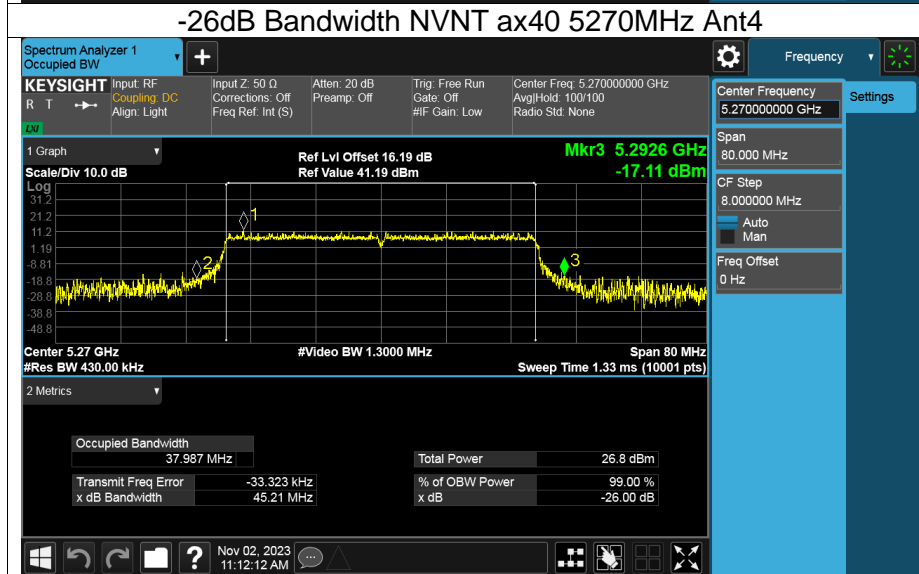 -26dB Bandwidth NVNT ax40 5270MHz Ant4
Spectrum Analyzer 1
Occupied BW
+
Frequency
KEYSIGHT
R T
LXI
Input: RF
Coupling: DC
Align: Light
Input Z: 50 Ω
Corrections: Off
Freq Ref: Int (S)
Atten: 20 dB
Preamp: Off
Trig: Free Run
Gate: Off
#IF Gain: Low
Center Freq: 5.270000000 GHz
Avg|Hold: 100/100
Radio Std: None
Center Frequency
5.270000000 GHz
Settings
Span
80.000 MHz
CF Step
8.000000 MHz
Auto
Man
Freq Offset
0 Hz
1 Graph
Ref Lvl Offset 16.19 dB
Mkr3 5.2926 GHz
Scale/Div 10.0 dB
Ref Value 41.19 dBm
-17.11 dBm
Log
31.2
21.2
11.2
1.19
-8.81
-18.8
-28.8
-38.8
-48.8
1
2
3
Center 5.27 GHz
#Video BW 1.3000 MHz
Span 80 MHz
#Res BW 430.00 kHz
Sweep Time 1.33 ms (10001 pts)
2 Metrics
Occupied Bandwidth
37.987 MHz
Total Power 26.8 dBm
Transmit Freq Error -33.323 kHz
% of OBW Power 99.00 %
x dB Bandwidth 45.21 MHz
x dB -26.00 dB
?
Nov 02, 2023
11:12:12 AM